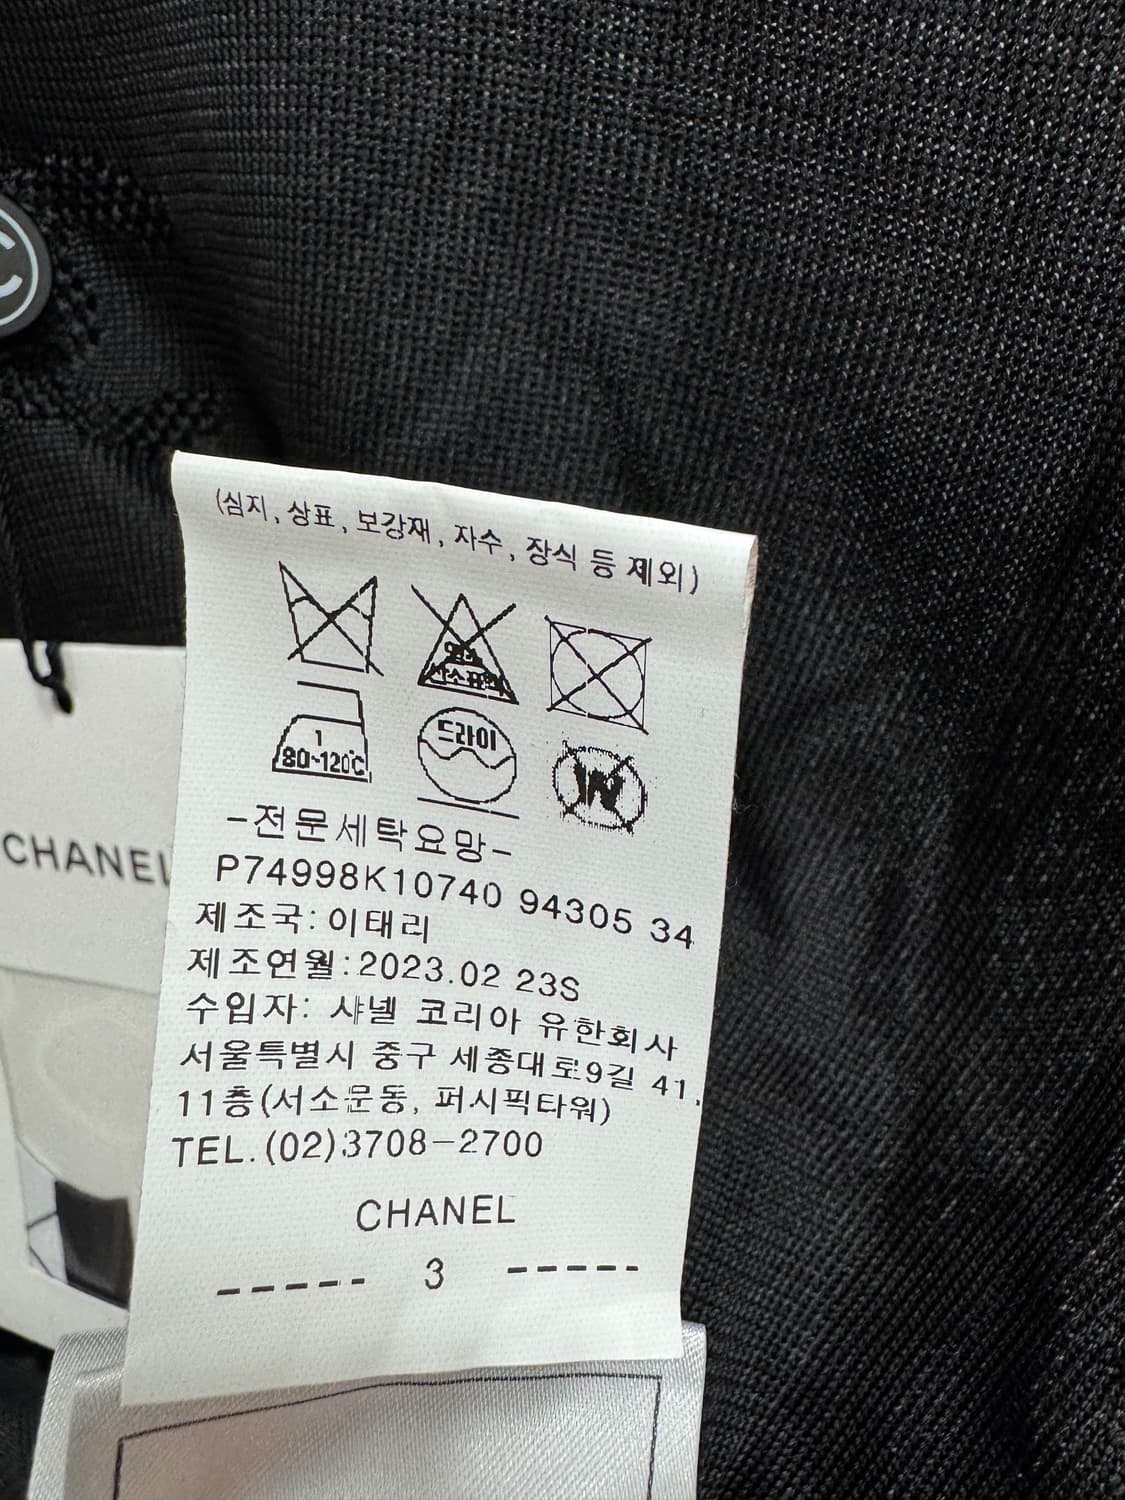 (심지, 상표, 보강재, 자수, 장식 등 제외)
1
80~120℃
드라이
-전문세탁요망-
P74998K10740 94305 34
제조국: 이태리
제조연월:2023.02 23S
수입자: 샤넬 코리아 유한회사
서울특별시 중구 세종대로9길 41.
11층(서소문동, 퍼시픽타워)
TEL.(02)3708-2700
CHANEL
----- 3 -----
CHANEL